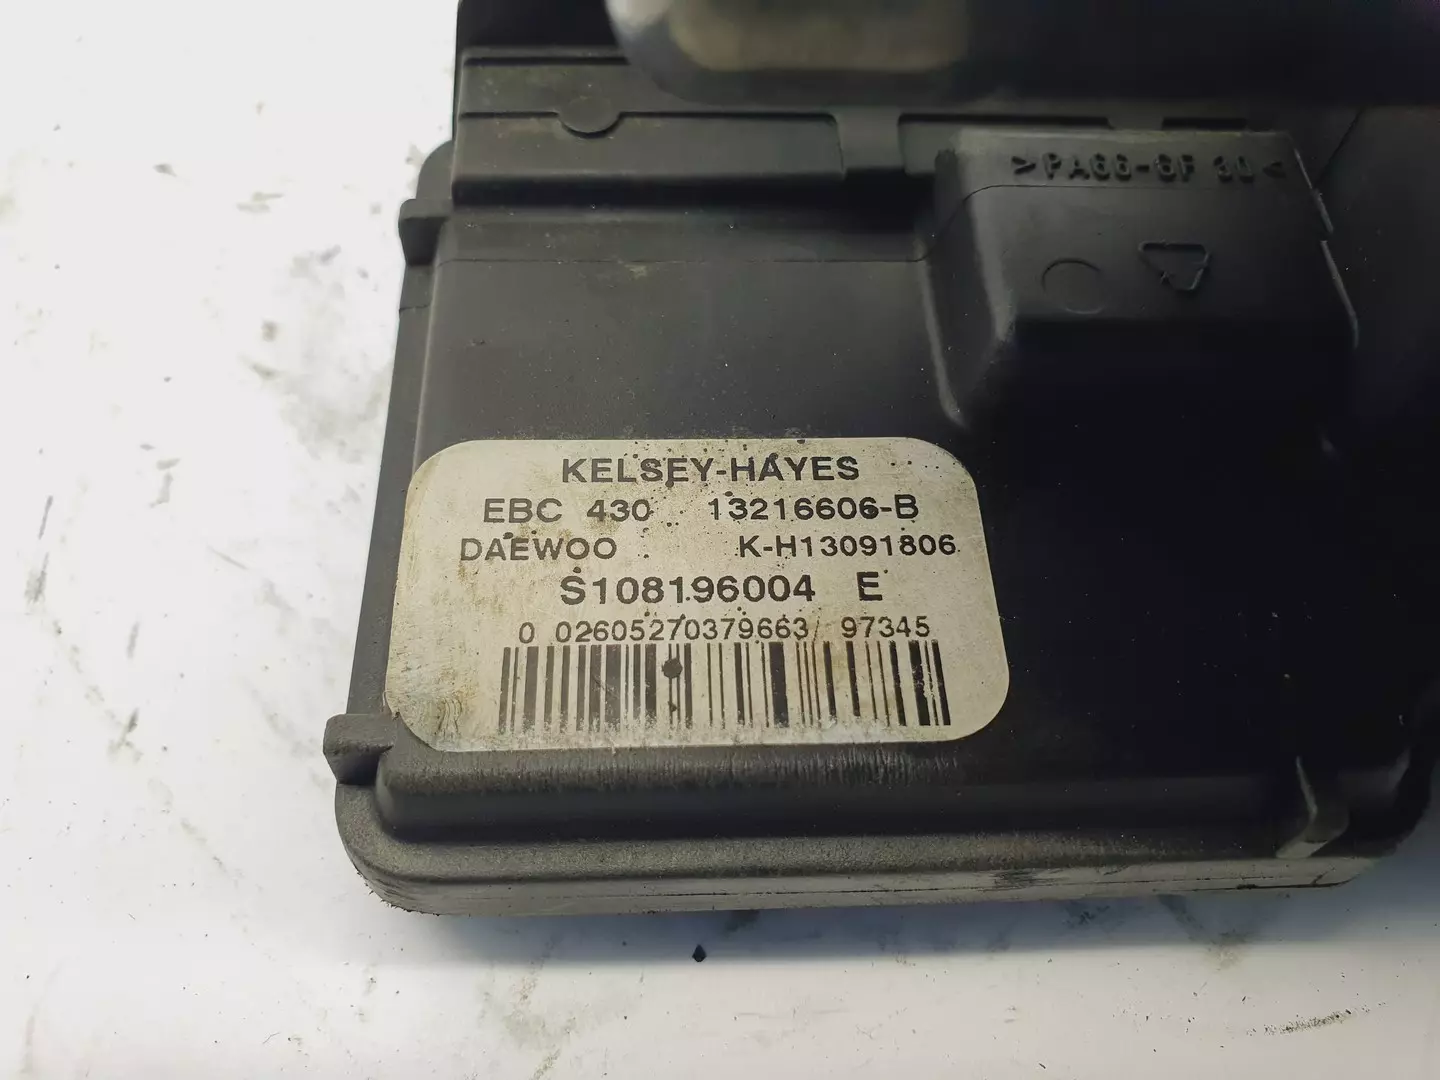 >PA66-GF 30<
KELSEY-HAYES
EBC 430 13216606-B
DAEWOO K-H13091806
S108196004 E
0 02605270379663 97345